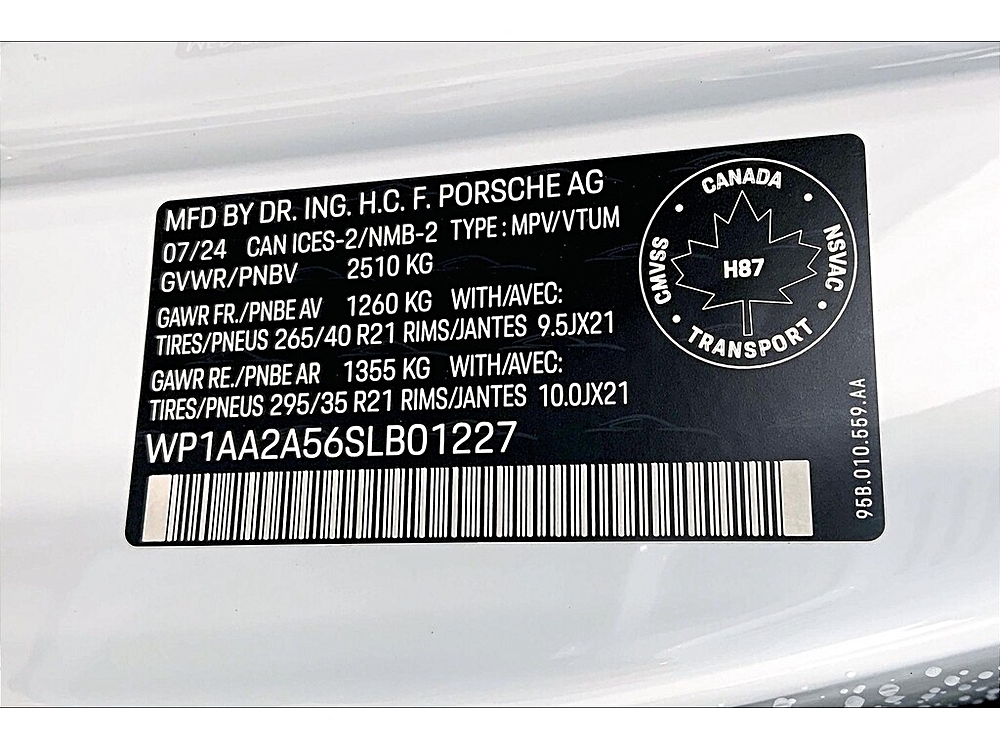 MFD BY DR. ING. H.C. F. PORSCHE AG
07/24 CAN ICES-2/NMB-2 TYPE : MPV/VTUM
GVWR/PNBV 2510 KG
GAWR FR./PNBE AV 1260 KG WITH/AVEC:
TIRES/PNEUS 265/40 R21 RIMS/JANTES 9.5JX21
GAWR RE./PNBE AR 1355 KG WITH/AVEC:
TIRES/PNEUS 295/35 R21 RIMS/JANTES 10.0JX21
WP1AA2A56SLB01227
CANADA
NSVAC
TRANSPORT
CMVSS
H87
95B.010.559.AA